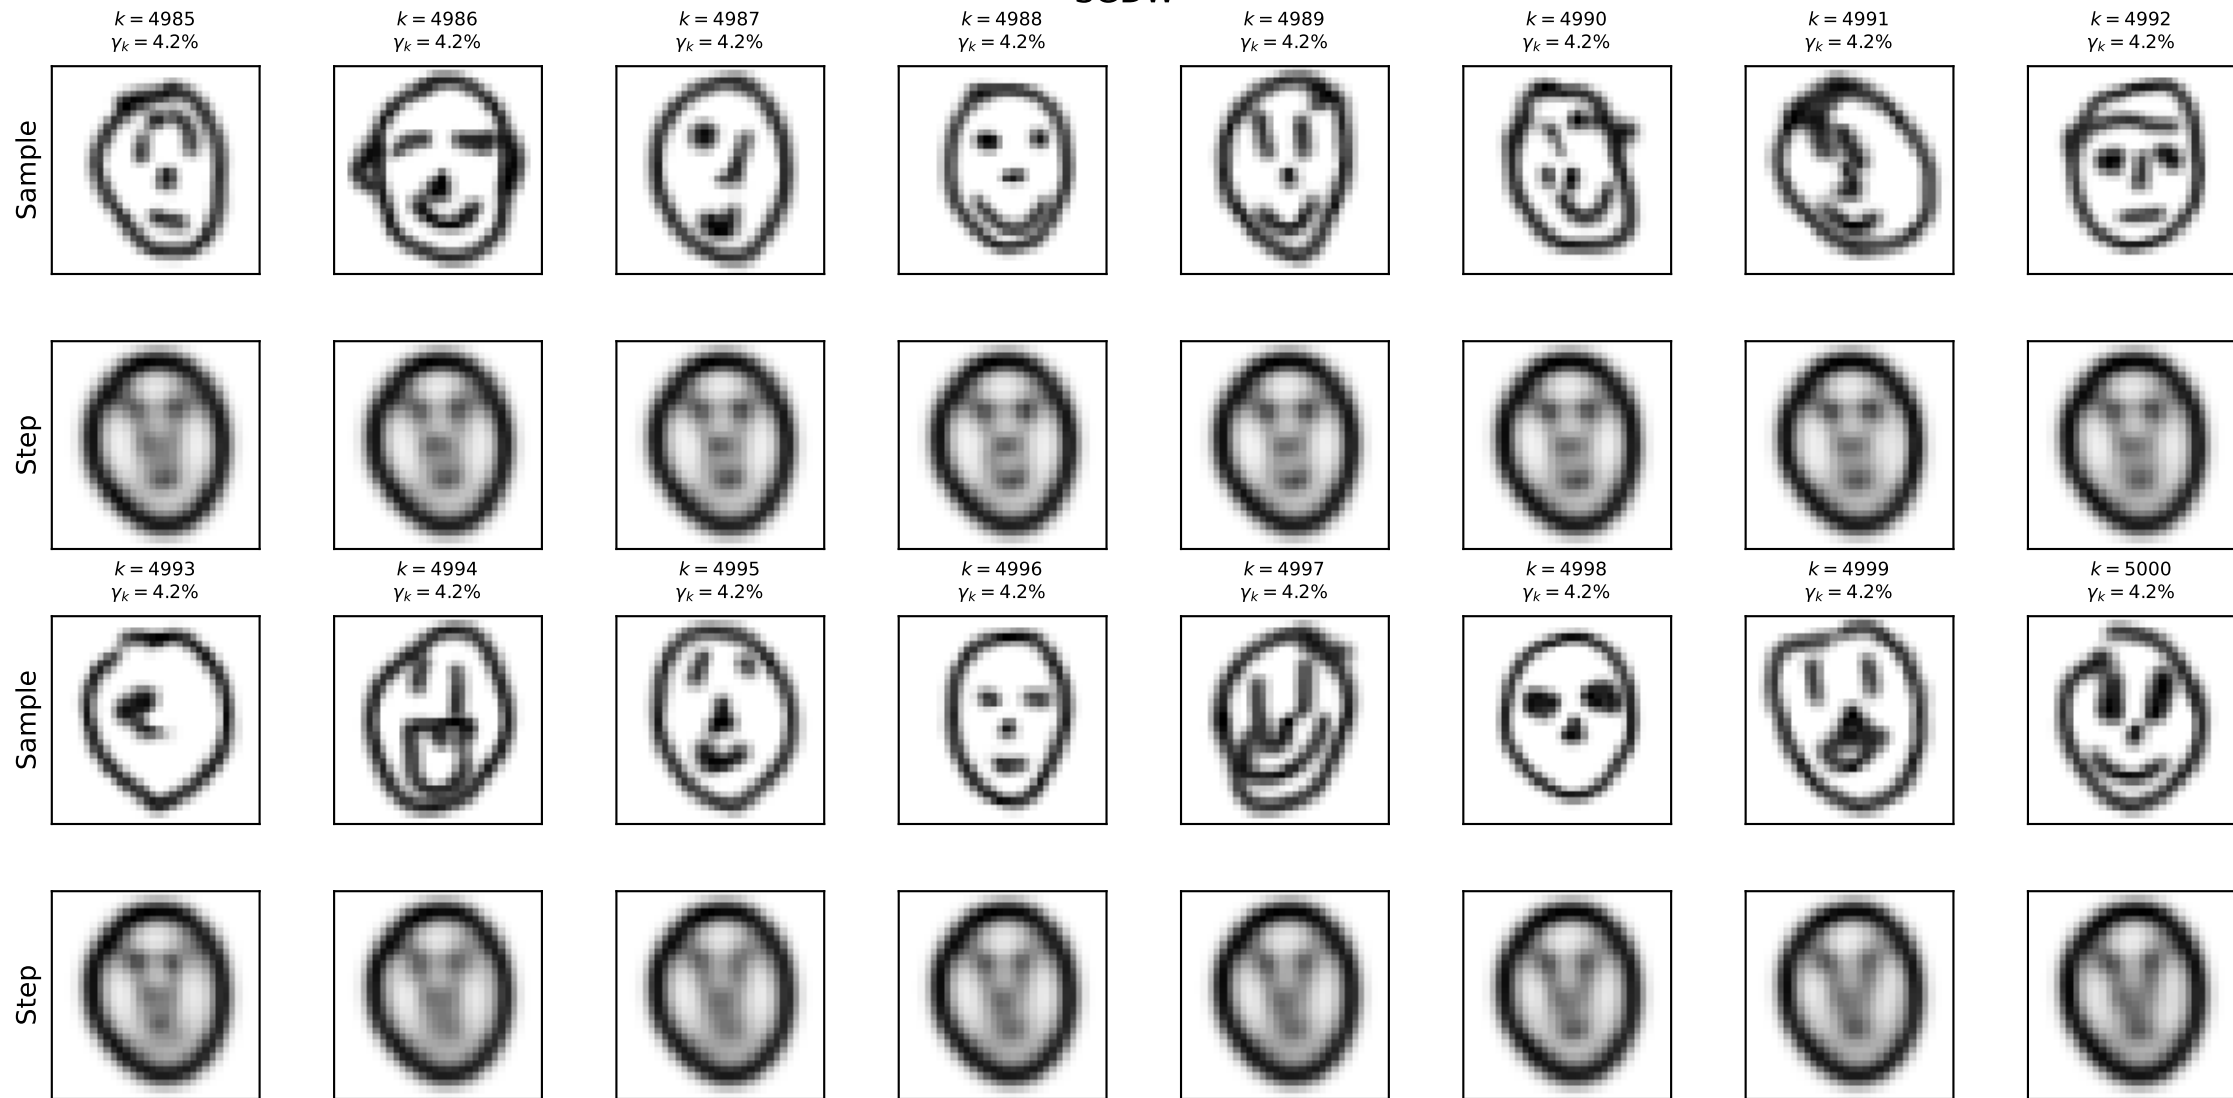 k = 4985 k = 4986 k = 4987 k = 4988 k = 4989 k = 4990 k = 4991 k = 4992
γk = 4.2% γk = 4.2% γk = 4.2% γk = 4.2% γk = 4.2% γk = 4.2% γk = 4.2% γk = 4.2%
Sample
Step
k = 4993 k = 4994 k = 4995 k = 4996 k = 4997 k = 4998 k = 4999 k = 5000
γk = 4.2% γk = 4.2% γk = 4.2% γk = 4.2% γk = 4.2% γk = 4.2% γk = 4.2% γk = 4.2%
Sample
Step